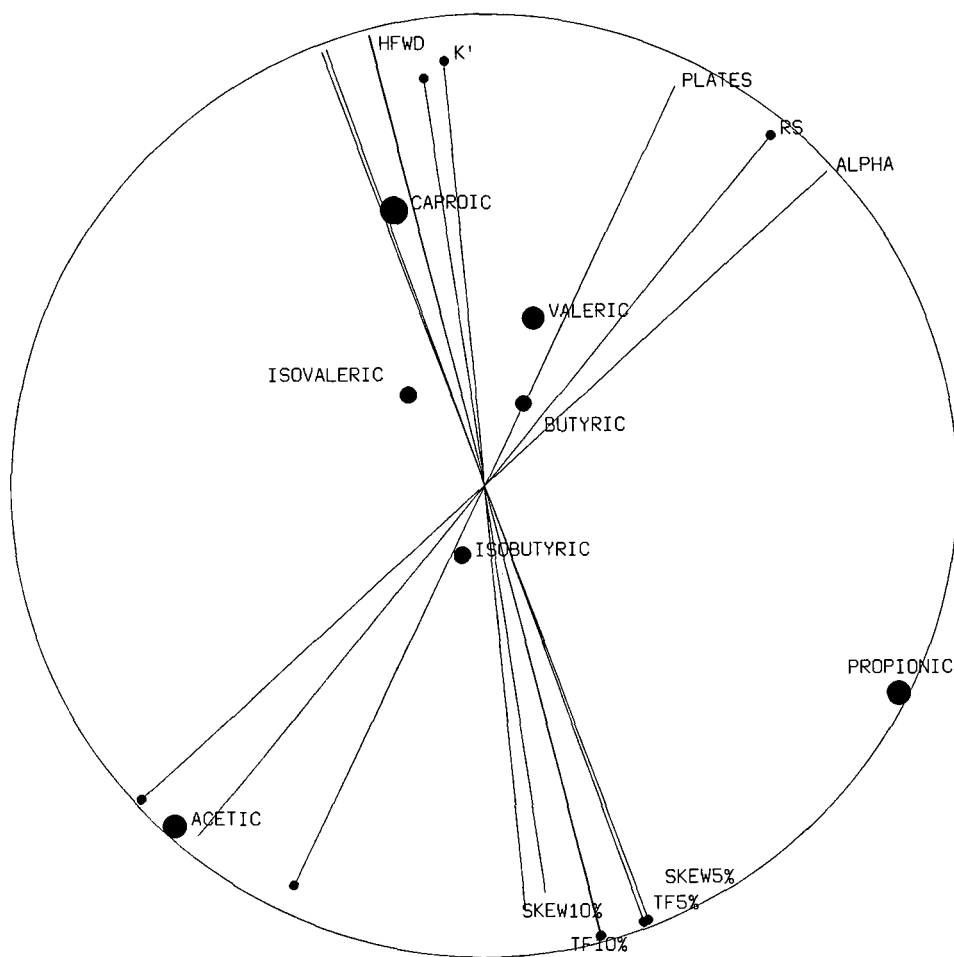 HFWD
K'
PLATES
RS
ALPHA
CAPROIC
VALERIC
ISOVALERIC
BUTYRIC
ISOBUTYRIC
PROPIONIC
ACETIC
SKEW5%
TF5%
SKEW10%
TF10%